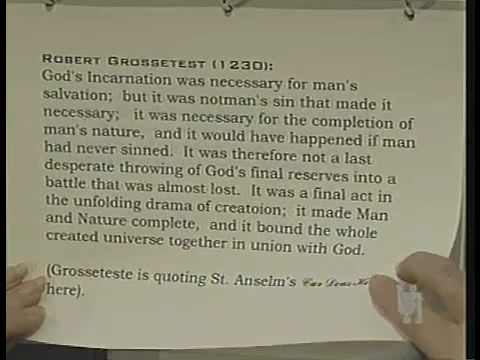 ROBERT GROSSETEST (1230):
God's Incarnation was necessary for man's
salvation; but it was notman's sin that made it
necessary; it was necessary for the completion of
man's nature, and it would have happened if man
had never sinned. It was therefore not a last
desperate throwing of God's final reserves into a
battle that was almost lost. It was a final act in
the unfolding drama of creatoion; it made Man
and Nature complete, and it bound the whole
created universe together in union with God.
(Grosseteste is quoting St. Anselm's Cur Deus
here).